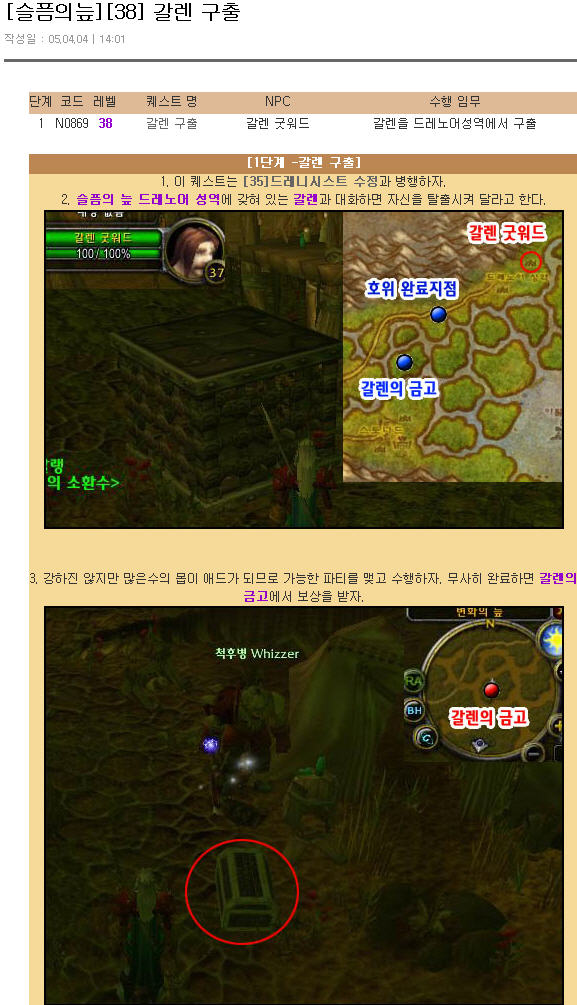 [슬픔의늪][38] 갈렌 구출
작성일 : 05.04.04 | 14:01
단계 코드 레벨 퀘스트 명 NPC 수행 임무
1 N0869 38 갈렌 구출 갈렌 굿워드 갈렌을 드레노어성역에서 구출
[1단계 -갈렌 구출]
1. 이 퀘스트는 [35]드레니시스트 수정과 병행하자.
2. 슬픔의 늪 드레노어 성역에 갖혀 있는 갈렌과 대화하면 자신을 탈출시켜 달라고 한다.
대상 없음
갈렌 굿워드
100 / 100%
37
갈렌 굿워드
호위 완료지점
갈렌의 금고
스토나드
의 소환수>
3. 강하진 않지만 많은수의 몹이 애드가 되므로 가능한 파티를 맺고 수행하자. 무사히 완료하면 갈렌의
금고에서 보상을 받자.
척후병 Whizzer
변화의 늪
N
RA
BH
C
갈렌의 금고